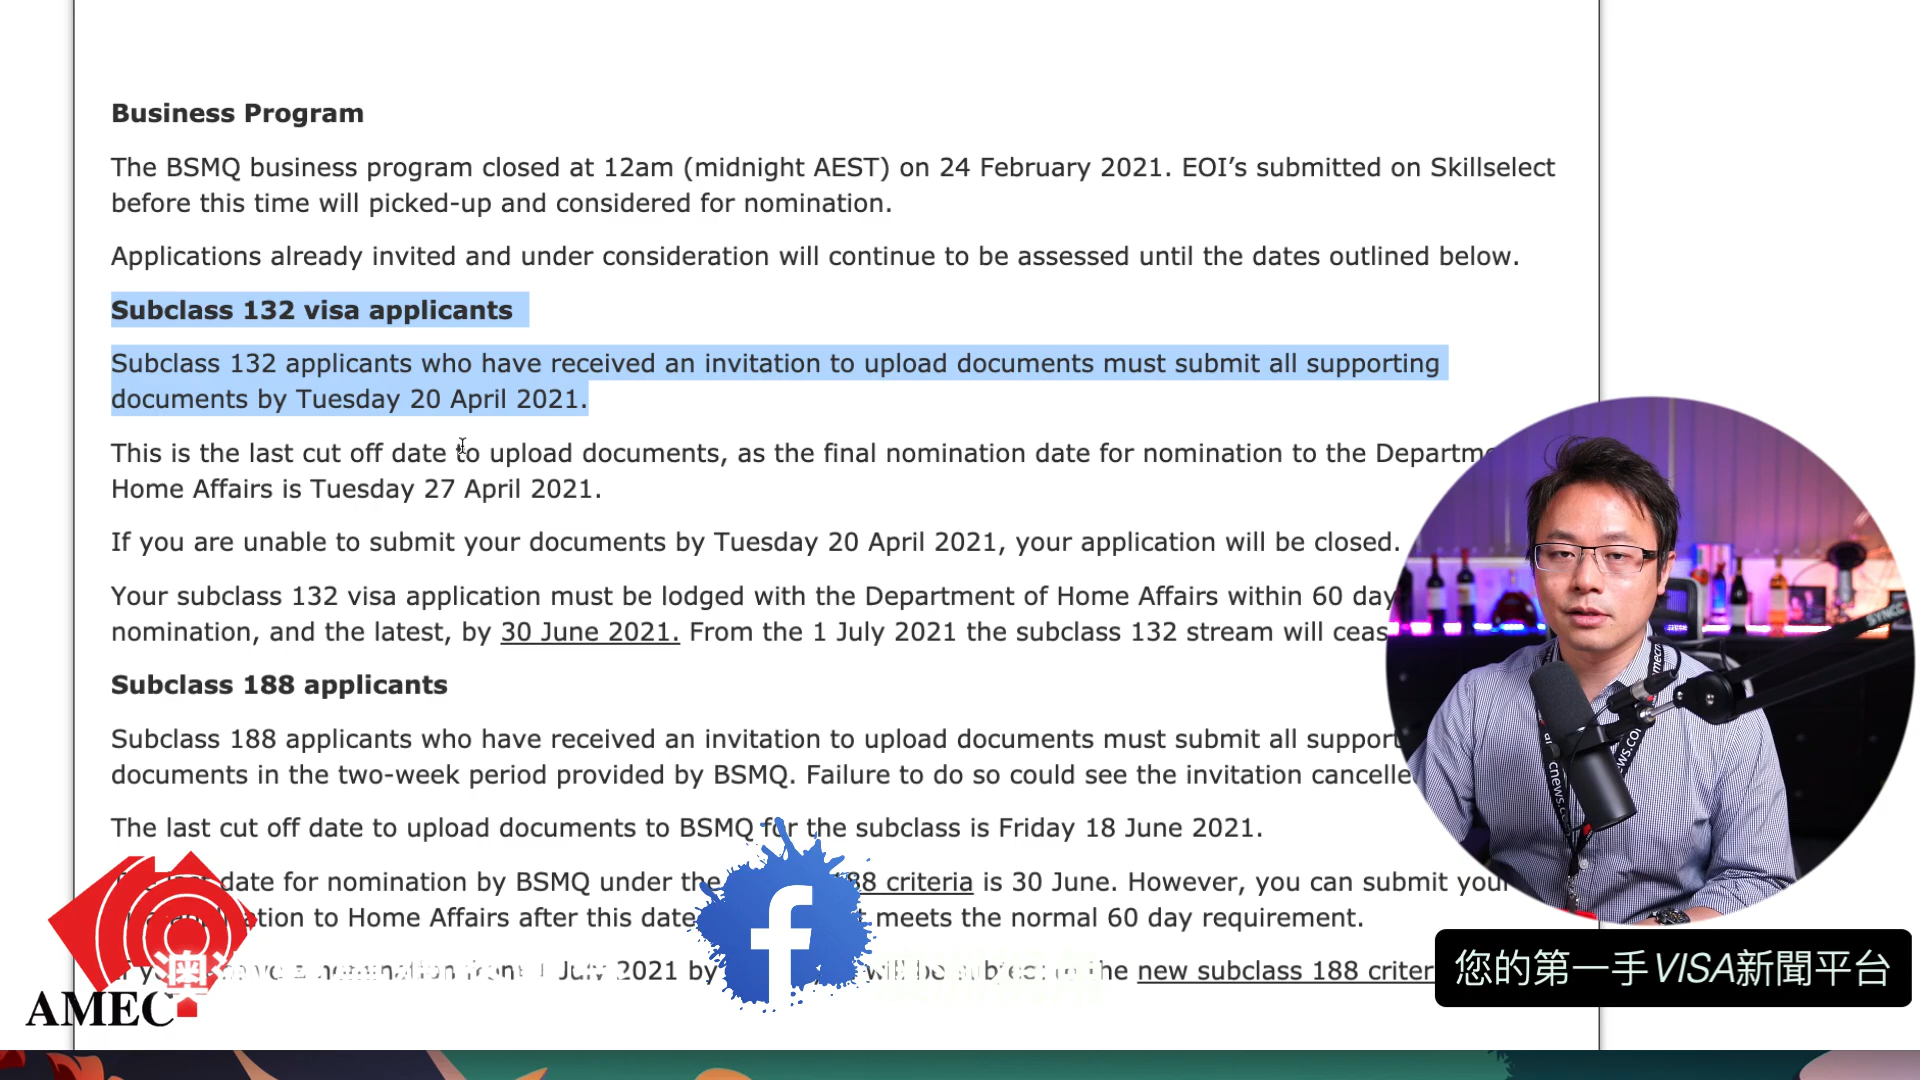 Business Program
The BSMQ business program closed at 12am (midnight AEST) on 24 February 2021. EOI’s submitted on Skillselect
before this time will picked-up and considered for nomination.
Applications already invited and under consideration will continue to be assessed until the dates outlined below.
Subclass 132 visa applicants
Subclass 132 applicants who have received an invitation to upload documents must submit all supporting
documents by Tuesday 20 April 2021.
This is the last cut off date to upload documents, as the final nomination date for nomination to the
Home Affairs is Tuesday 27 April 2021.
If you are unable to submit your documents by Tuesday 20 April 2021, your application will be closed.
Your subclass 132 visa application must be lodged with the Department of Home Affairs within 60
nomination, and the latest, by 30 June 2021. From the 1 July 2021 the subclass 132 stream will
Subclass 188 applicants
Subclass 188 applicants who have received an invitation to upload documents must submit all
documents in the two-week period provided by BSMQ. Failure to do so could see the invitation
The last cut off date to upload documents to BSMQ for the subclass is Friday 18 June 2021.
date for nomination by BSMQ under the 188 criteria is 30 June. However, you can submit your
to Home Affairs after this date meets the normal 60 day requirement.
July 2021 by the new subclass 188
AMEC
f
您的第一手VISA新聞平台